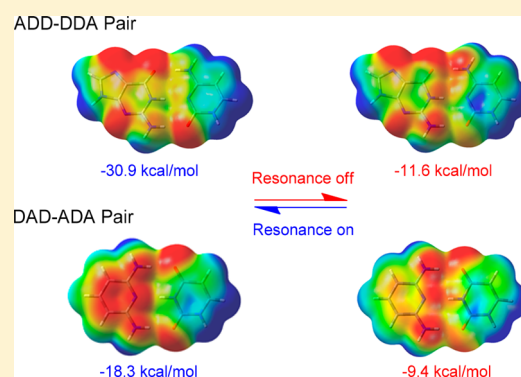 ADD-DDA Pair
-30.9 kcal/mol
-11.6 kcal/mol
Resonance off
Resonance on
DAD-ADA Pair
-18.3 kcal/mol
-9.4 kcal/mol